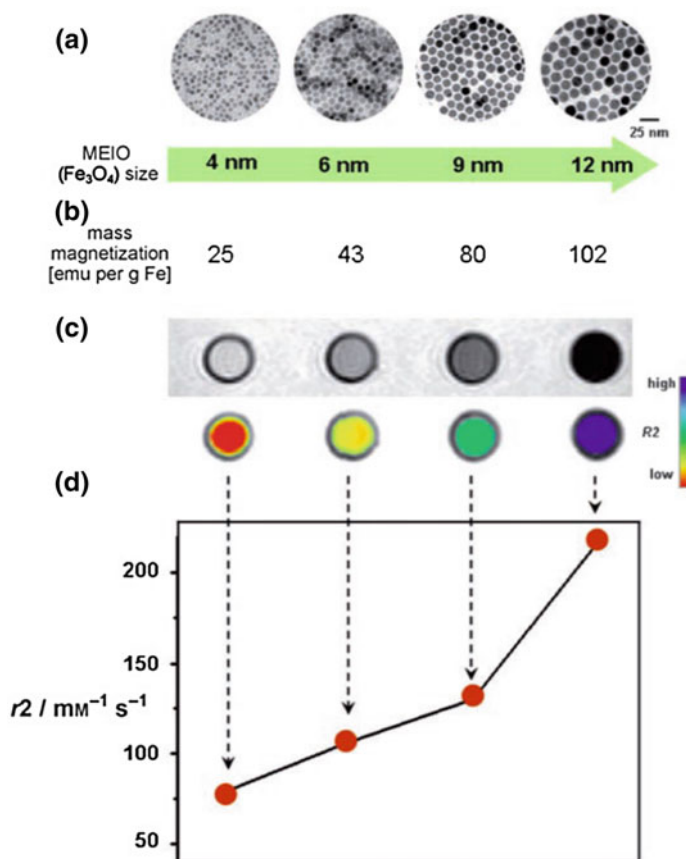 (a)
25 nm
MEIO
(Fe₃O₄) size
4 nm 6 nm 9 nm 12 nm
(b)
mass
magnetization
[emu per g Fe]
25 43 80 102
(c)
high
R2
low
(d)
200
150
100
50
r2 / mM⁻¹ s⁻¹